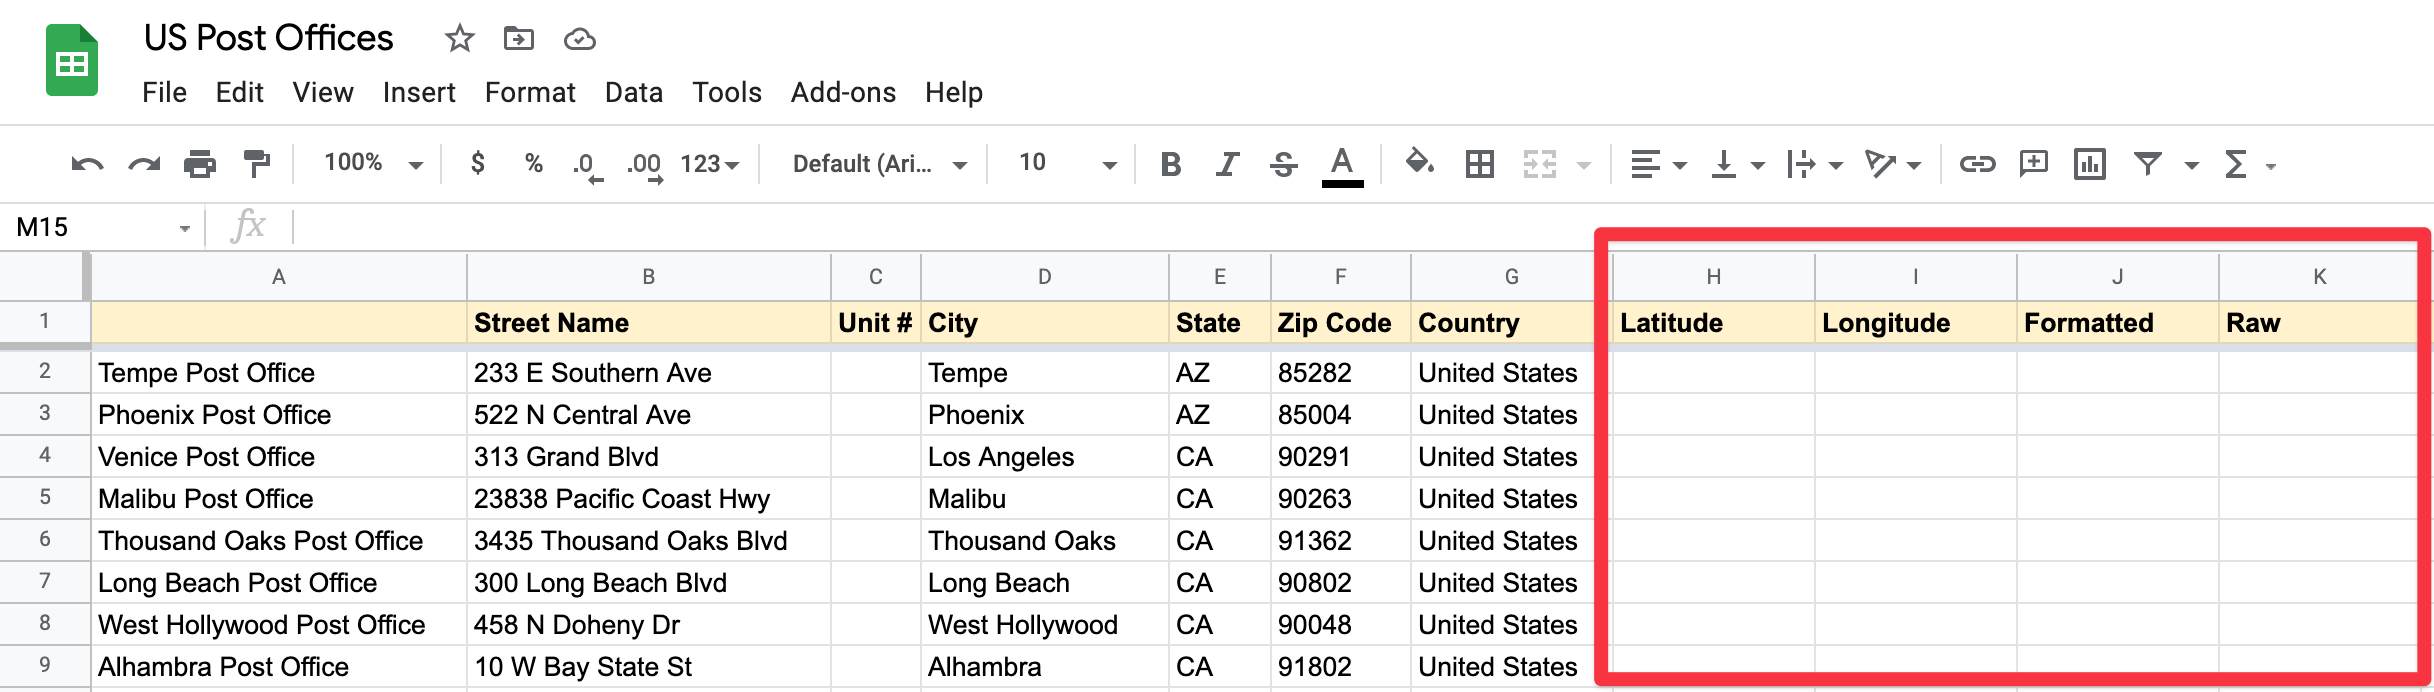 US Post Offices
File Edit View Insert Format Data Tools Add-ons Help
100% $ % .0 .00 123 Default (Ari... 10 B I S A Σ
M15 fx
A B C D E F G H I J K
1 Street Name Unit # City State Zip Code Country Latitude Longitude Formatted Raw
2 Tempe Post Office 233 E Southern Ave Tempe AZ 85282 United States
3 Phoenix Post Office 522 N Central Ave Phoenix AZ 85004 United States
4 Venice Post Office 313 Grand Blvd Los Angeles CA 90291 United States
5 Malibu Post Office 23838 Pacific Coast Hwy Malibu CA 90263 United States
6 Thousand Oaks Post Office 3435 Thousand Oaks Blvd Thousand Oaks CA 91362 United States
7 Long Beach Post Office 300 Long Beach Blvd Long Beach CA 90802 United States
8 West Hollywood Post Office 458 N Doheny Dr West Hollywood CA 90048 United States
9 Alhambra Post Office 10 W Bay State St Alhambra CA 91802 United States